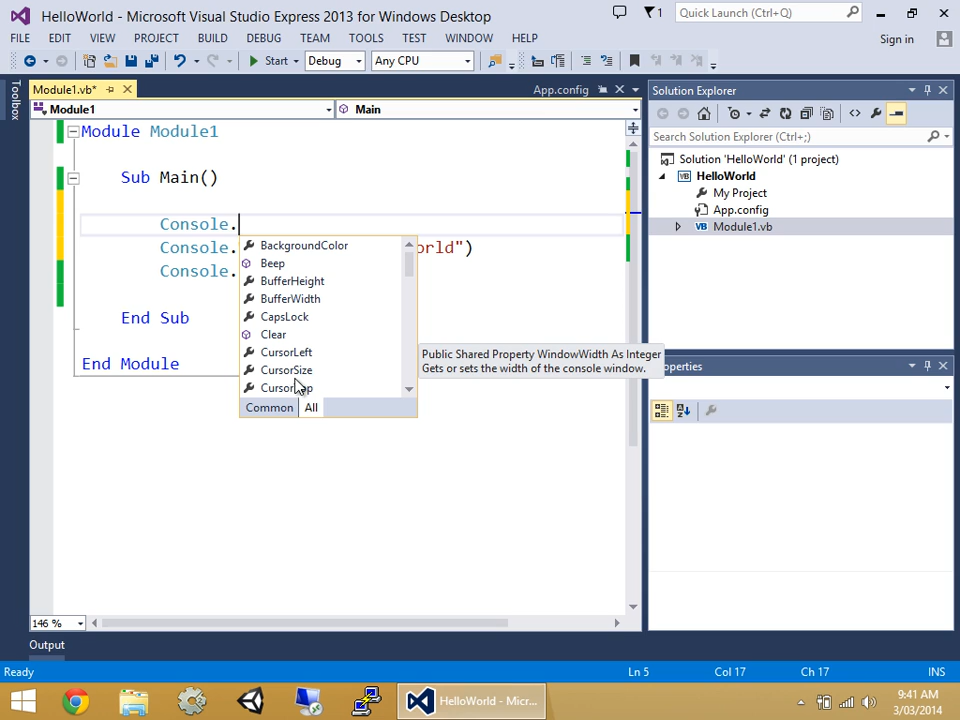 HelloWorld - Microsoft Visual Studio Express 2013 for Windows Desktop
1
Quick Launch (Ctrl+Q)
FILE EDIT VIEW PROJECT BUILD DEBUG TEAM TOOLS TEST WINDOW HELP
Sign in
Start Debug Any CPU
Toolbox
Module1.vb*
App.config
Module1
Main
Module Module1
Sub Main()
Console.
Console. orld")
Console.
End Sub
End Module
BackgroundColor
Beep
BufferHeight
BufferWidth
CapsLock
Clear
CursorLeft
CursorSize
Common All
Public Shared Property WindowWidth As Integer
Gets or sets the width of the console window.
Solution Explorer
Search Solution Explorer (Ctrl+;)
Solution 'HelloWorld' (1 project)
VB HelloWorld
My Project
App.config
VB Module1.vb
operties
146 %
Output
Ready
Ln 5 Col 17 Ch 17 INS
HelloWorld - Micr...
9:41 AM
3/03/2014